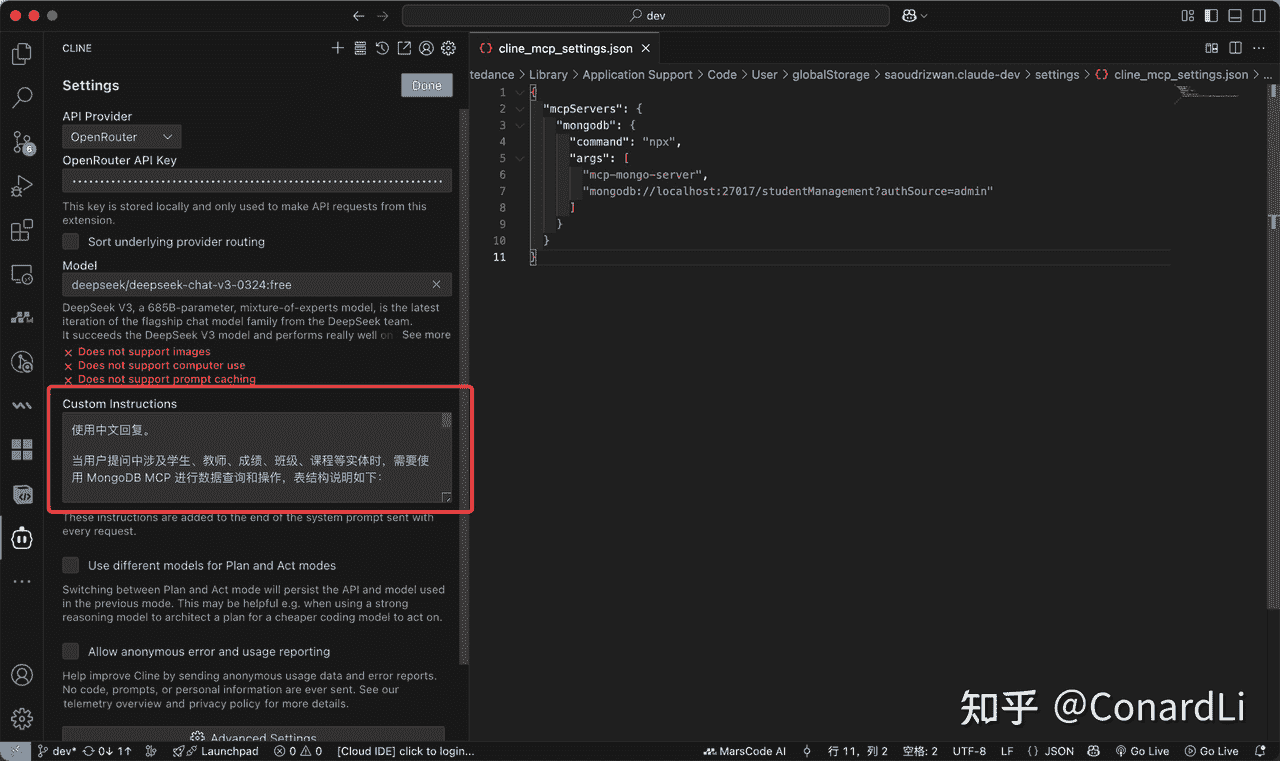 dev
CLINE
Settings
Done
API Provider
OpenRouter
OpenRouter API Key
This key is stored locally and only used to make API requests from this
extension.
Sort underlying provider routing
Model
deepseek/deepseek-chat-v3-0324:free
DeepSeek V3, a 685B-parameter, mixture-of-experts model, is the latest
iteration of the flagship chat model family from the DeepSeek team.
It succeeds the DeepSeek V3 model and performs really well on See more
Does not support images
Does not support computer use
Does not support prompt caching
Custom Instructions
使用中文回复。
当用户提问中涉及学生、教师、成绩、班级、课程等实体时，需要使
用 MongoDB MCP 进行数据查询和操作，表结构说明如下：
These instructions are added to the end of the system prompt sent with
every request.
Use different models for Plan and Act modes
Switching between Plan and Act mode will persist the API and model used
in the previous mode. This may be helpful e.g. when using a strong
reasoning model to architect a plan for a cheaper coding model to act on.
Allow anonymous error and usage reporting
Help improve Cline by sending anonymous usage data and error reports.
No code, prompts, or personal information are ever sent. See our
telemetry overview and privacy policy for more details.
Advanced Settings
6
cline_mcp_settings.json
tedance > Library > Application Support > Code > User > globalStorage > saoudrizwan.claude-dev > settings > {} cline_mcp_settings.json > ...
1 {
2 "mcpServers": {
3 "mongodb": {
4 "command": "npx",
5 "args": [
6 "mcp-mongo-server",
7 "mongodb://localhost:27017/studentManagement?authSource=admin"
8 ]
9 }
10 }
11 }
知乎 @ConardLi
dev* 0↓ 1↑ Launchpad 0 0 [Cloud IDE] click to login... MarsCode AI 行 11，列 2 空格: 2 UTF-8 LF {} JSON Go Live Go Live